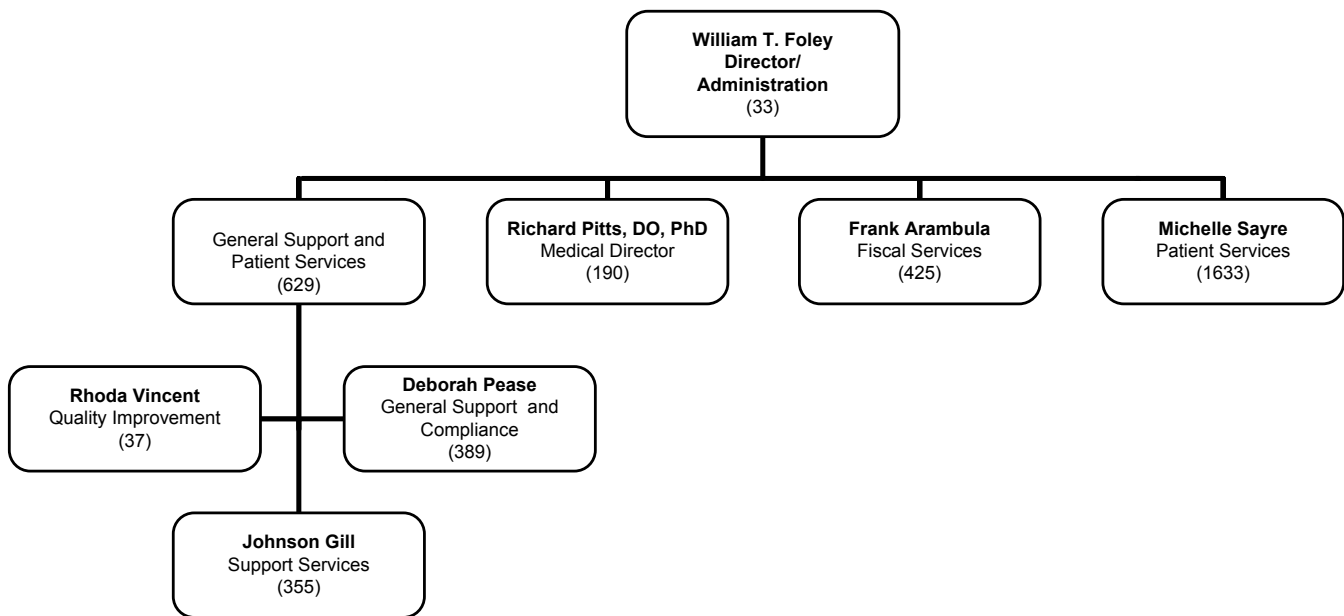 William T. Foley
Director/
Administration
(33)
General Support and
Patient Services
(629)
Richard Pitts, DO, PhD
Medical Director
(190)
Frank Arambula
Fiscal Services
(425)
Michelle Sayre
Patient Services
(1633)
Rhoda Vincent
Quality Improvement
(37)
Deborah Pease
General Support and
Compliance
(389)
Johnson Gill
Support Services
(355)